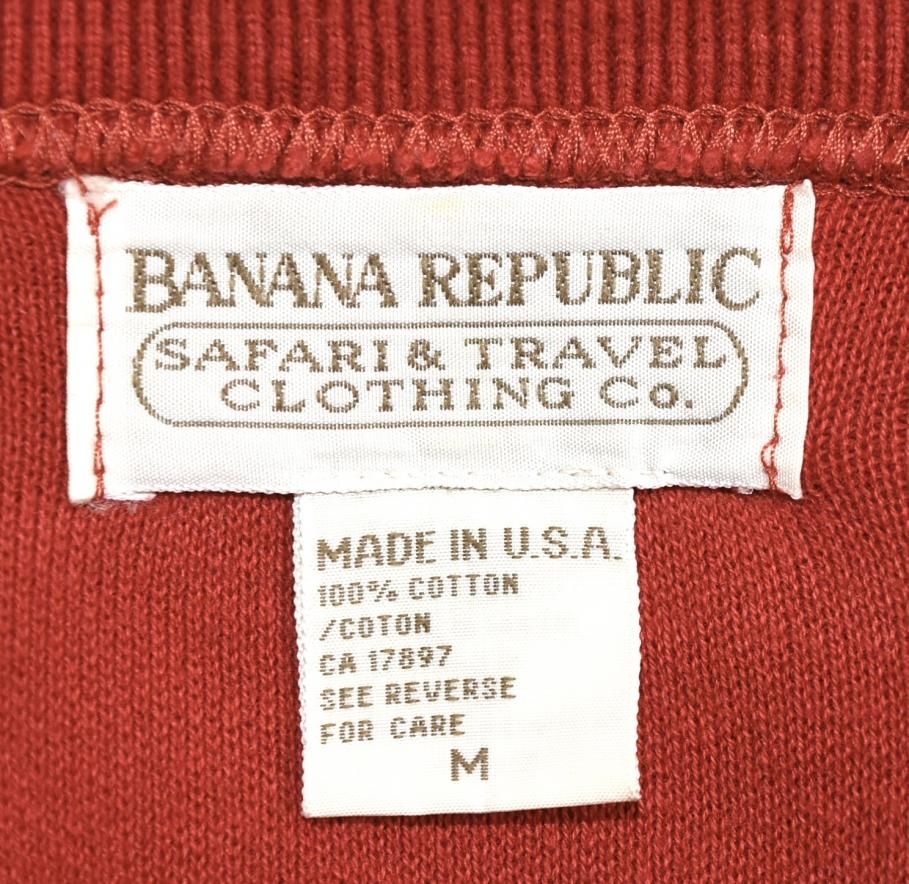 BANANA REPUBLIC
SAFARI & TRAVEL
CLOTHING Co.
MADE IN U.S.A.
100% COTTON
/COTON
CA 17897
SEE REVERSE
FOR CARE
M